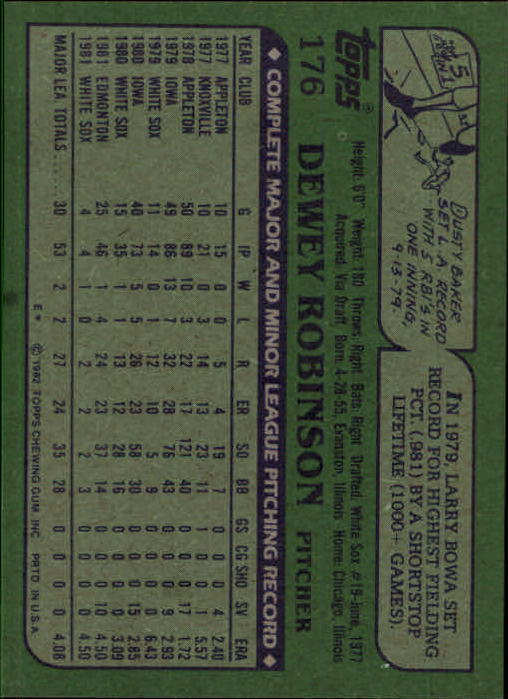 5
DUSTY BAKER
SET L.A. RECORD
WITH 5 RBI'S IN
ONE INNING,
9-13-79.
IN 1979, LARRY BOWA SET
RECORD FOR HIGHEST FIELDING
PCT. (.981) BY A SHORTSTOP
LIFETIME (1000+ GAMES).
Topps®
Height: 6'0" Weight: 180 Throws: Right Bats: Right Drafted: White Sox #19-June, 1977
Acquired: Via Draft Born: 4-28-55, Evanston, Illinois Home: Chicago, Illinois
176 DEWEY ROBINSON PITCHER
◆ COMPLETE MAJOR AND MINOR LEAGUE PITCHING RECORD ◆
YEAR CLUB G IP W L R ER SO BB GS CG SHO SV ERA
1977 APPLETON 10 15 0 0 5 4 19 7 0 0 0 4 2.40
1977 KNOXVILLE 10 21 0 3 14 13 23 11 1 0 0 1 5.57
1978 APPLETON 50 89 10 3 22 17 121 40 0 0 0 17 1.72
1979 IOWA 49 86 13 7 32 28 76 43 0 0 0 9 2.93
1979 WHITE SOX 11 14 0 1 12 10 5 9 0 0 0 0 6.43
1980 IOWA 40 73 5 5 26 23 58 30 0 0 0 15 2.85
1980 WHITE SOX 15 35 1 1 13 12 28 16 0 0 0 0 3.09
1981 EDMONTON 25 46 1 4 24 23 37 14 0 0 0 10 4.50
1981 WHITE SOX 4 4 1 0 2 2 2 3 0 0 0 0 4.50
MAJOR LEA. TOTALS..... 30 53 2 2 27 24 35 28 0 0 0 0 4.08
E* © 1982 TOPPS CHEWING GUM, INC. PRTD. IN U.S.A.